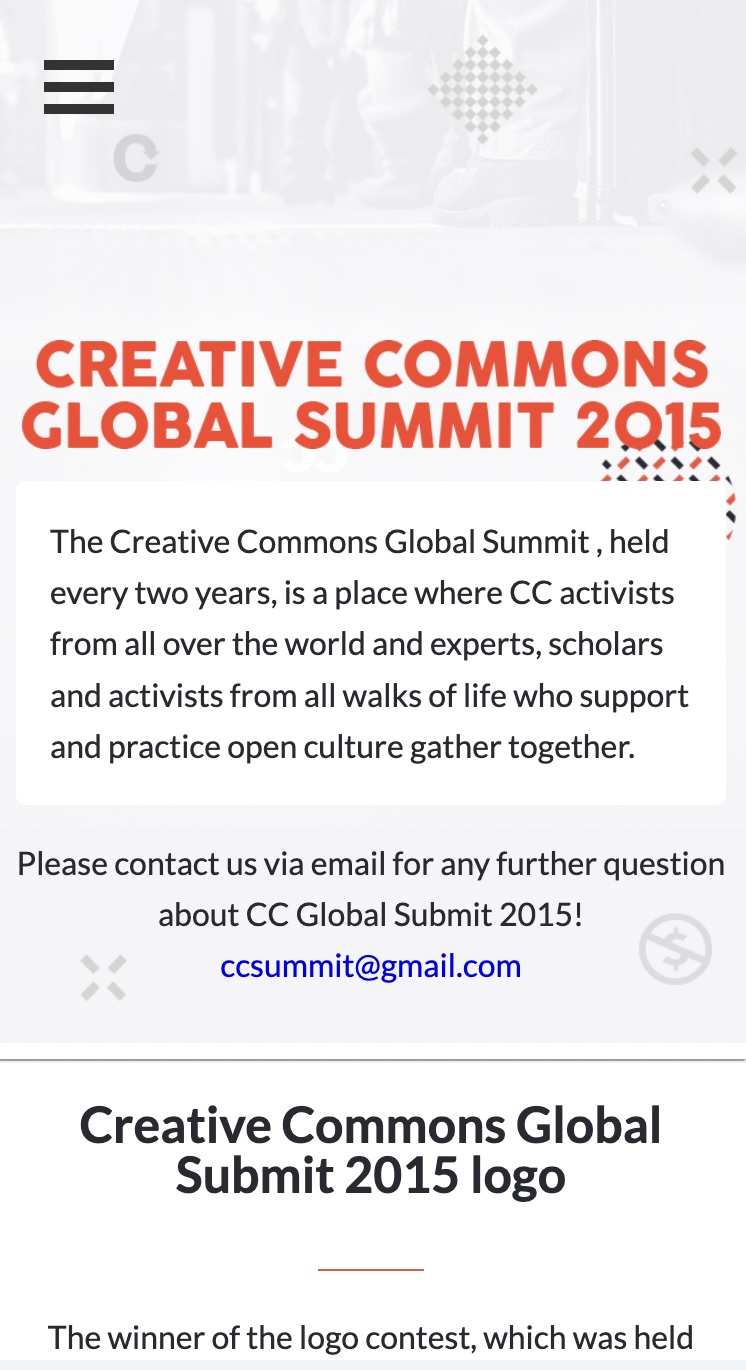 CREATIVE COMMONS
GLOBAL SUMMIT 2015
The Creative Commons Global Summit , held
every two years, is a place where CC activists
from all over the world and experts, scholars
and activists from all walks of life who support
and practice open culture gather together.
Please contact us via email for any further question
about CC Global Submit 2015!
ccsummit@gmail.com
Creative Commons Global
Submit 2015 logo
The winner of the logo contest, which was held